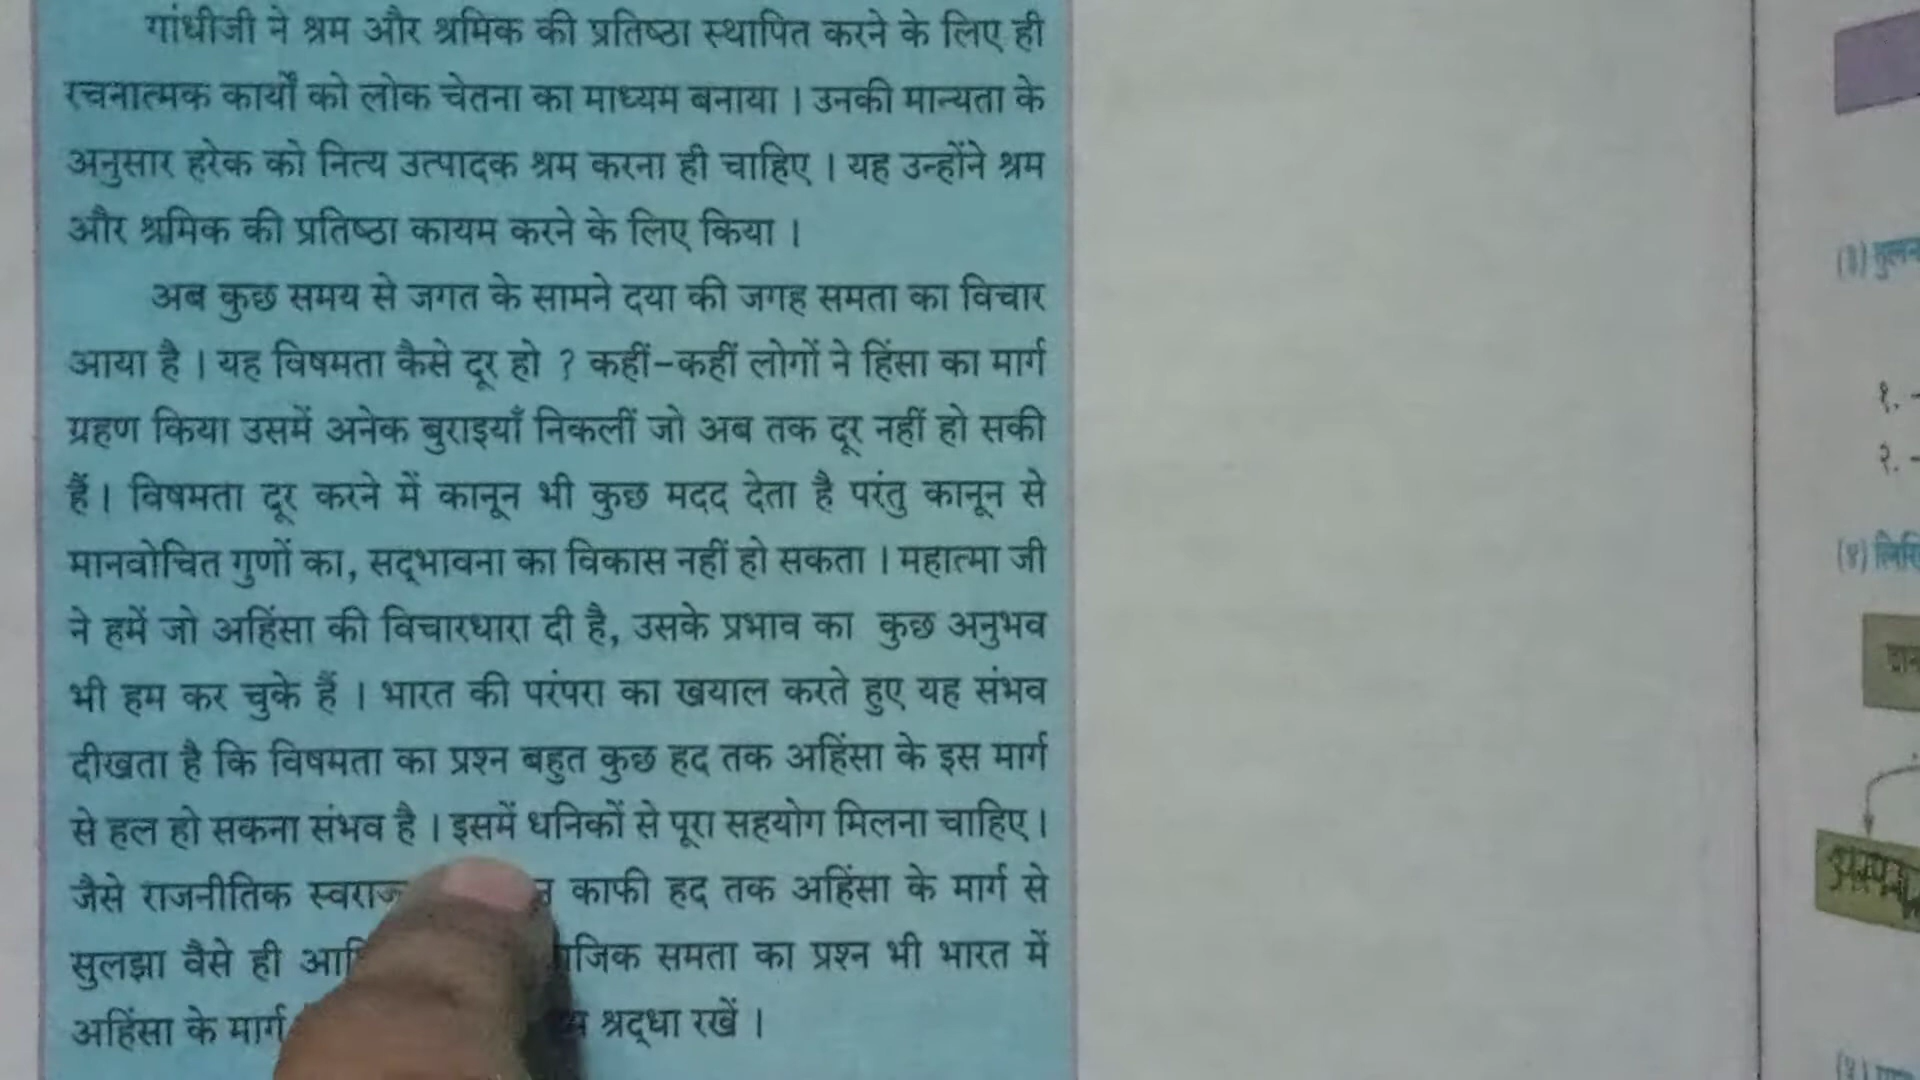 गांधीजी ने श्रम और श्रमिक की प्रतिष्ठा स्थापित करने के लिए ही
रचनात्मक कार्यों को लोक चेतना का माध्यम बनाया । उनकी मान्यता के
अनुसार हरेक को नित्य उत्पादक श्रम करना ही चाहिए । यह उन्होंने श्रम
और श्रमिक की प्रतिष्ठा कायम करने के लिए किया ।
अब कुछ समय से जगत के सामने दया की जगह समता का विचार
आया है । यह विषमता कैसे दूर हो ? कहीं-कहीं लोगों ने हिंसा का मार्ग
ग्रहण किया उसमें अनेक बुराइयाँ निकलीं जो अब तक दूर नहीं हो सकी
हैं । विषमता दूर करने में कानून भी कुछ मदद देता है परंतु कानून से
मानवोचित गुणों का, सद्भावना का विकास नहीं हो सकता । महात्मा जी
ने हमें जो अहिंसा की विचारधारा दी है, उसके प्रभाव का कुछ अनुभव
भी हम कर चुके हैं । भारत की परंपरा का खयाल करते हुए यह संभव
दीखता है कि विषमता का प्रश्न बहुत कुछ हद तक अहिंसा के इस मार्ग
से हल हो सकना संभव है । इसमें धनिकों से पूरा सहयोग मिलना चाहिए ।
जैसे राजनीतिक काफी हद तक अहिंसा के मार्ग से
सुलझा वैसे ही समता का प्रश्न भी भारत में
अहिंसा के मार्ग श्रद्धा रखें ।
(३)
१. -
२. -
(४)